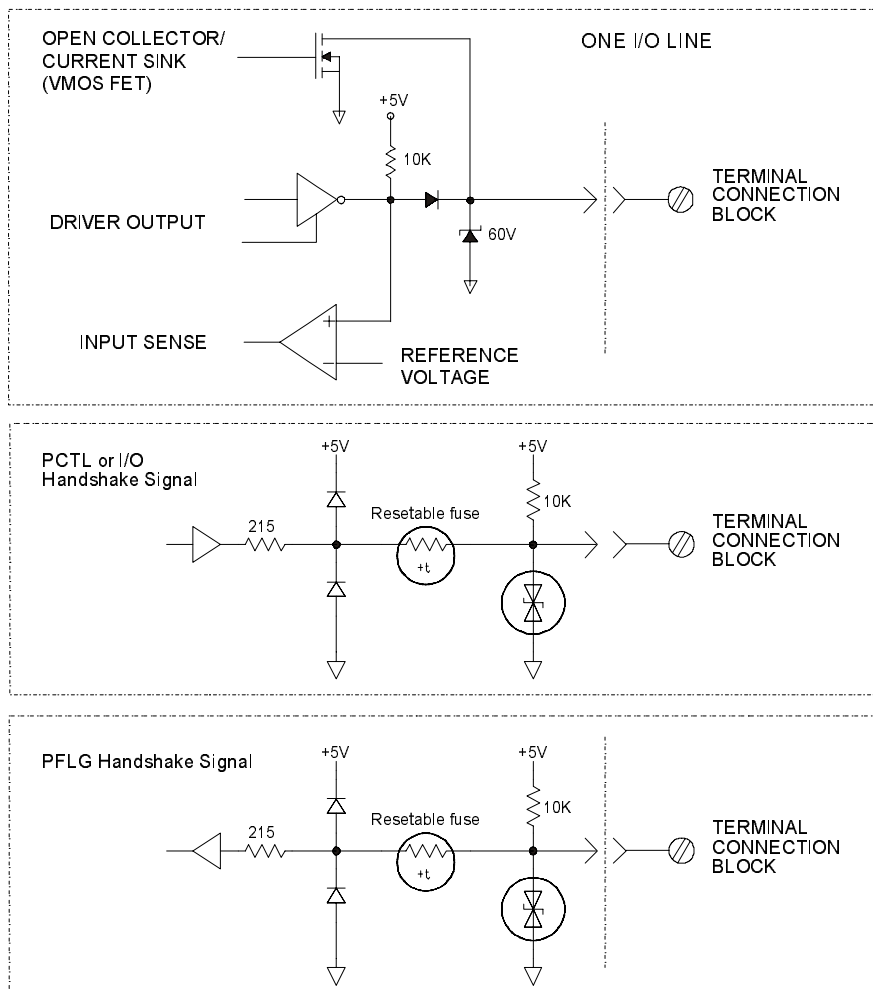 OPEN COLLECTOR/
CURRENT SINK
(VMOS FET)
ONE I/O LINE
+5V
10K
DRIVER OUTPUT
60V
TERMINAL
CONNECTION
BLOCK
INPUT SENSE
+
−
REFERENCE
VOLTAGE
PCTL or I/O
Handshake Signal
+5V
+5V
215
Resetable fuse
+t
10K
TERMINAL
CONNECTION
BLOCK
PFLG Handshake Signal
+5V
+5V
215
Resetable fuse
+t
10K
TERMINAL
CONNECTION
BLOCK